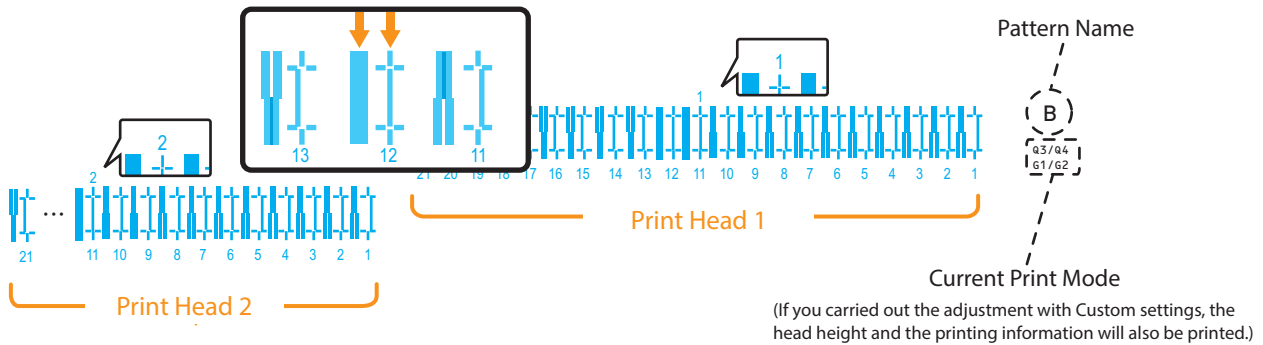 Pattern Name
B
Q3/Q4
G1/G2
Current Print Mode
(If you carried out the adjustment with Custom settings, the
head height and the printing information will also be printed.)
13 12 11
1
1
21 20 19 18 17 16 15 14 13 12 11 10 9 8 7 6 5 4 3 2 1
Print Head 1
2
2
21 ... 11 10 9 8 7 6 5 4 3 2 1
Print Head 2